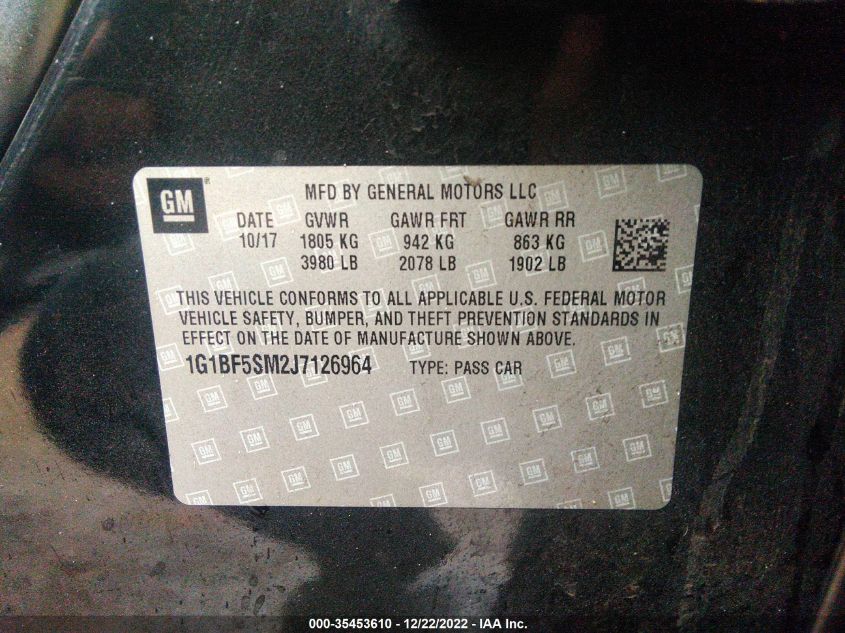 GM ®
MFD BY GENERAL MOTORS LLC
DATE GVWR GAWR FRT GAWR RR
10/17 1805 KG 942 KG 863 KG
3980 LB 2078 LB 1902 LB
THIS VEHICLE CONFORMS TO ALL APPLICABLE U.S. FEDERAL MOTOR
VEHICLE SAFETY, BUMPER, AND THEFT PREVENTION STANDARDS IN
EFFECT ON THE DATE OF MANUFACTURE SHOWN ABOVE.
1G1BF5SM2J7126964 TYPE: PASS CAR
000-35453610 - 12/22/2022 - IAA Inc.